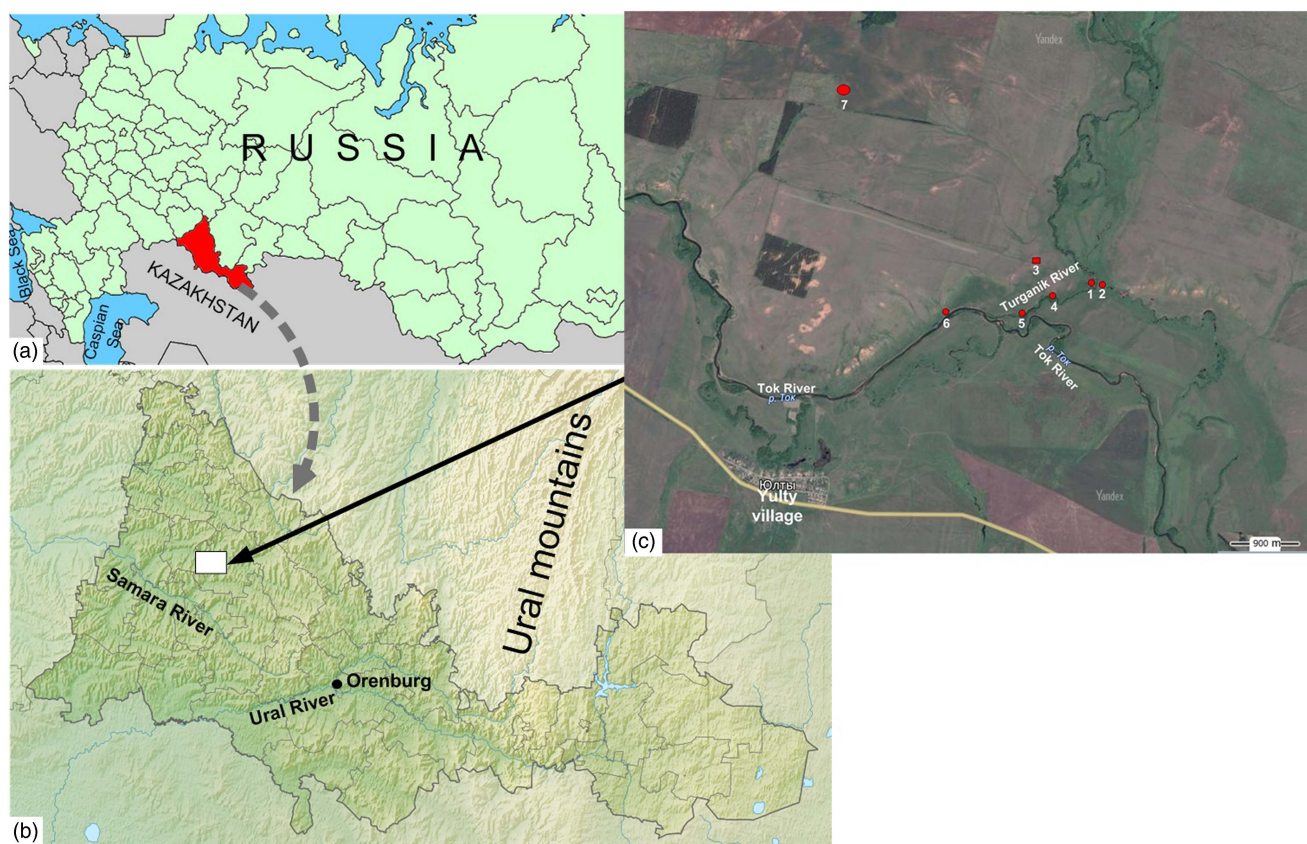 R U S S I A
KAZAKHSTAN
Black Sea
Caspian
Sea
(a)
Samara River
Ural River
Orenburg
Ural mountains
(b)
Yandex
7
3
Turganik River
1
2
4
5
6
р. Ток
Tok River
Tok River
р. Ток
Юлты
Yulty
village
Yandex
900 m
(c)